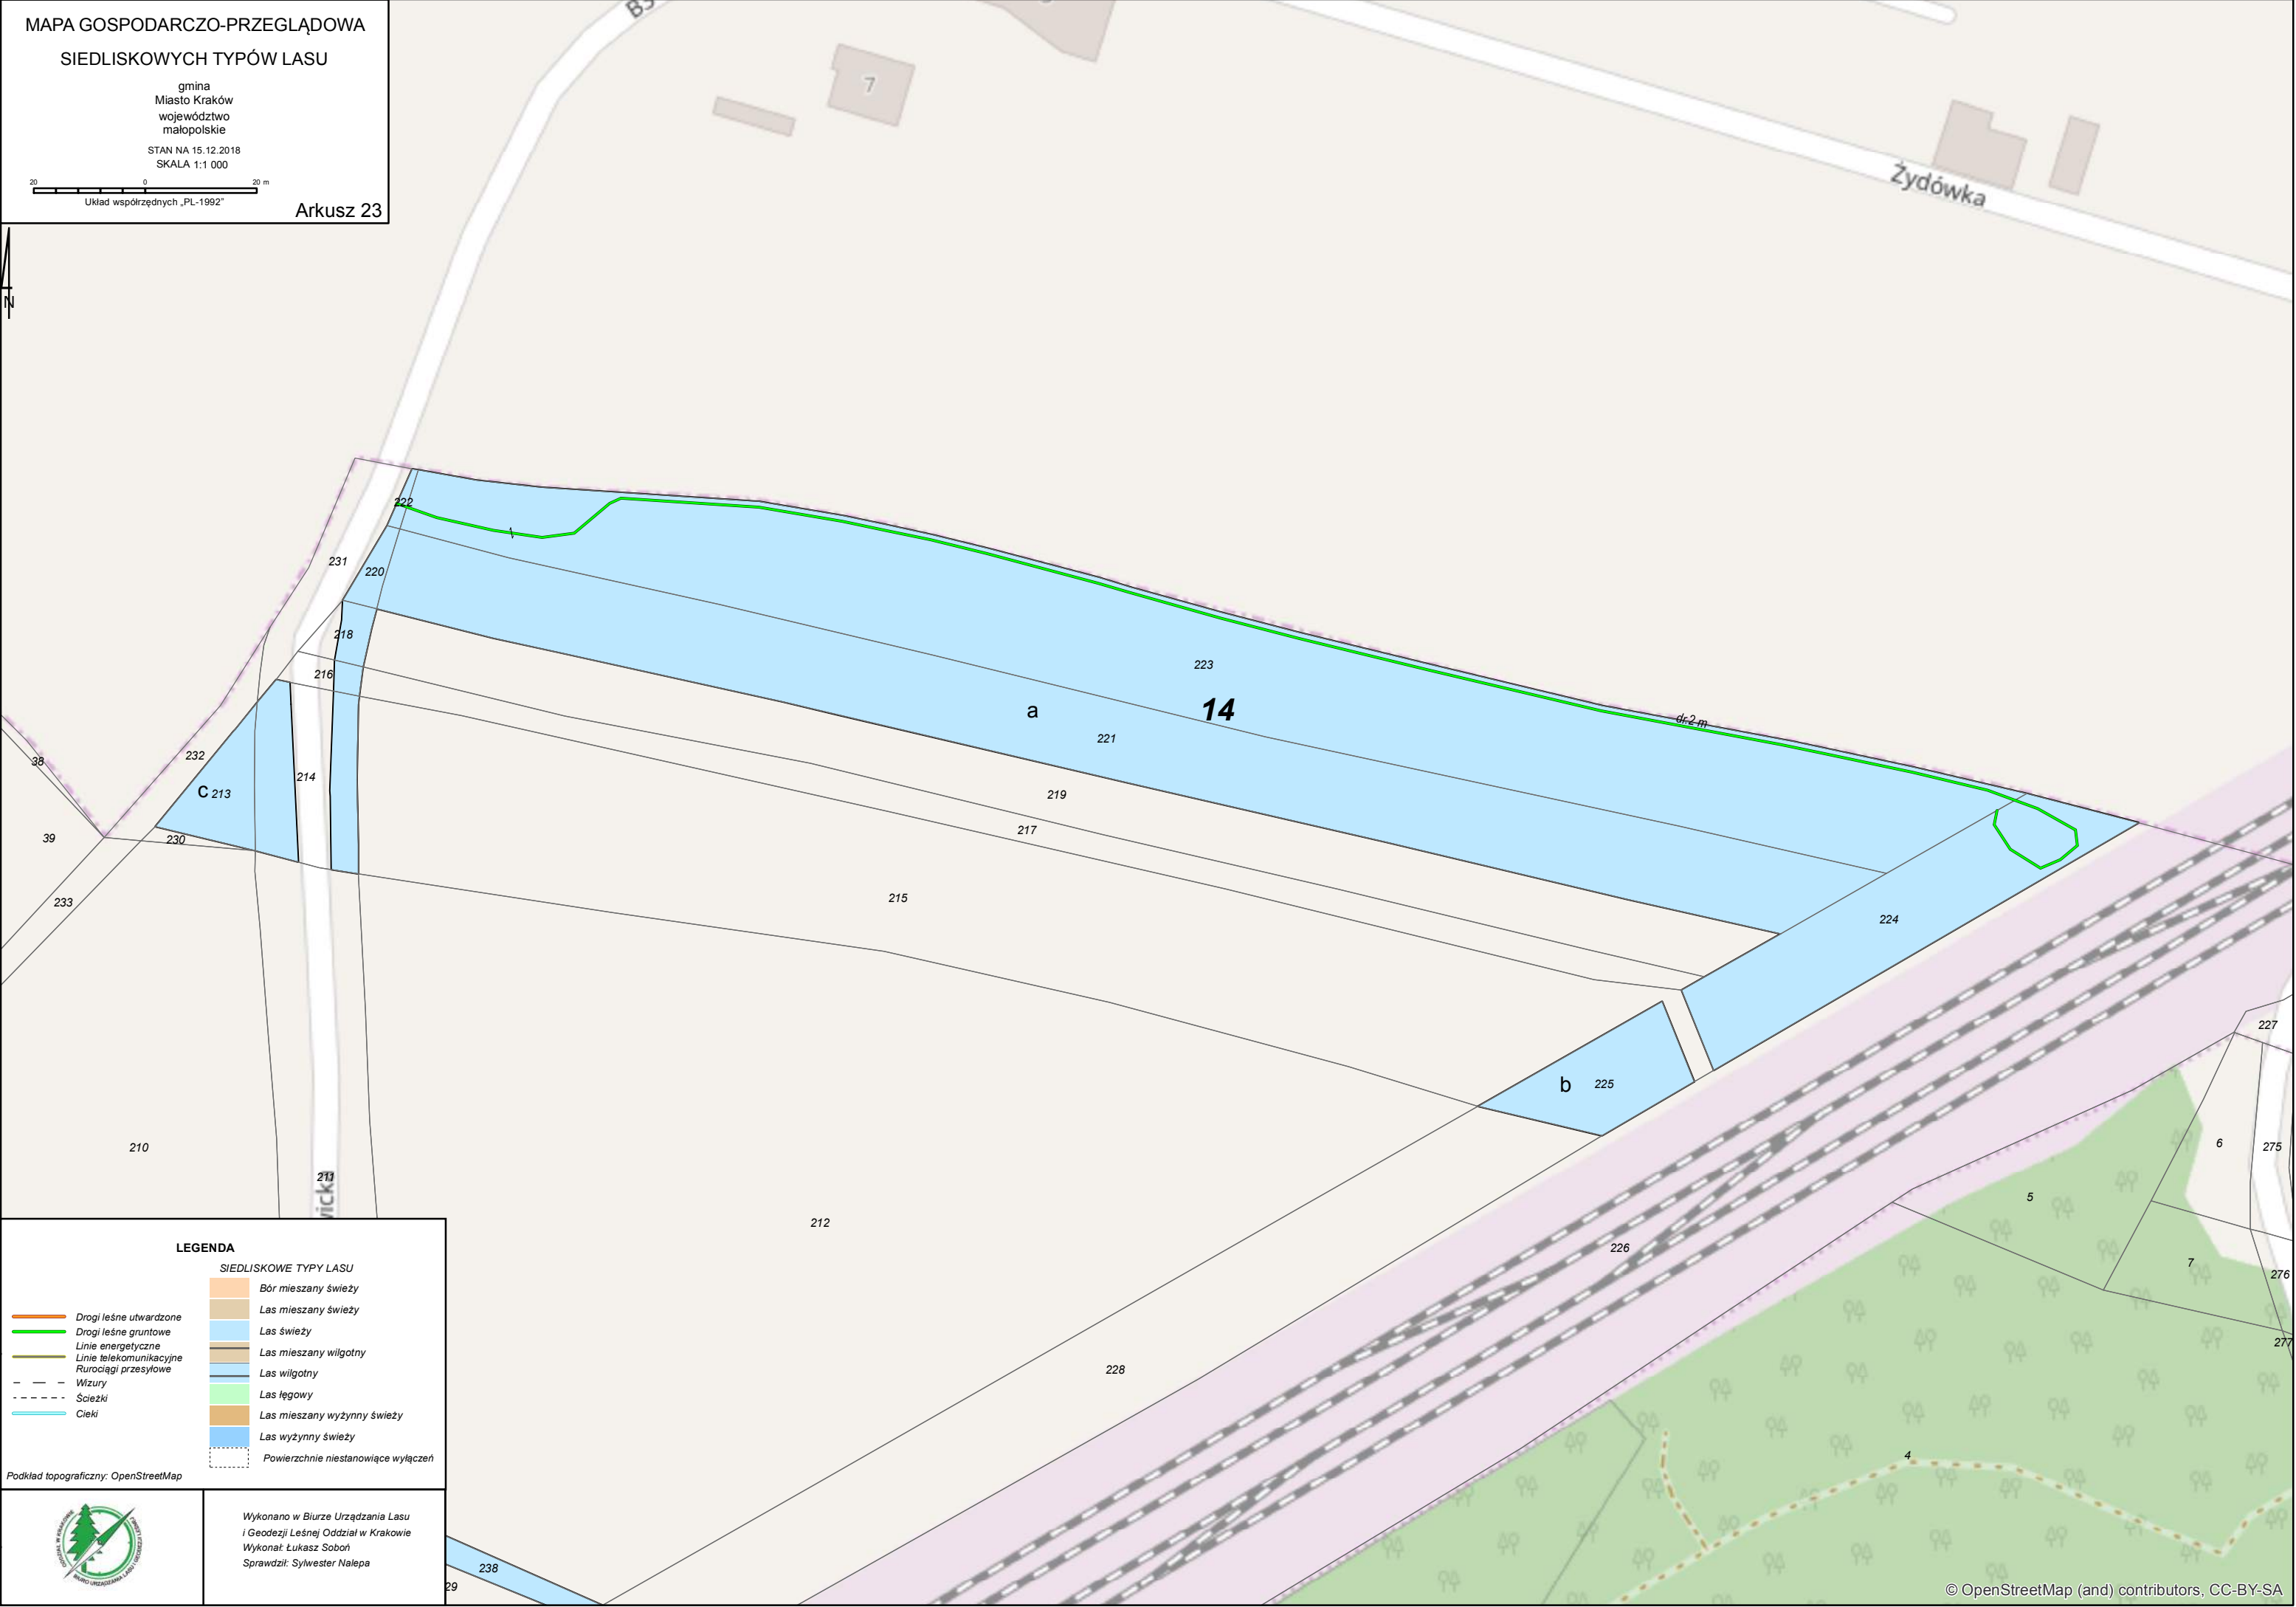 MAPA GOSPODARCZO-PRZEGLĄDOWA
SIEDLISKOWYCH TYPÓW LASU
gmina
Miasto Kraków
województwo
małopolskie
STAN NA 15.12.2018
SKALA 1:1 000
20 0 20 m
Układ współrzędnych „PL-1992”
Arkusz 23
N
7
Żydówka
222
231
220
218
216
223
a
14
dr.2 m
221
38
232
c 213
214
219
217
39
230
233
215
224
227
b 225
210
6
275
211
5
212
226
7
276
277
228
4
238
29
LEGENDA
SIEDLISKOWE TYPY LASU
Bór mieszany świeży
Las mieszany świeży
Las świeży
Las mieszany wilgotny
Las wilgotny
Las łęgowy
Las mieszany wyżynny świeży
Las wyżynny świeży
Powierzchnie niestanowiące wyłączeń
Drogi leśne utwardzone
Drogi leśne gruntowe
Linie energetyczne
Linie telekomunikacyjne
Rurociągi przesyłowe
Wizury
Ścieżki
Cieki
Podkład topograficzny: OpenStreetMap
Wykonano w Biurze Urządzania Lasu
i Geodezji Leśnej Oddział w Krakowie
Wykonał: Łukasz Soboń
Sprawdził: Sylwester Nalepa
© OpenStreetMap (and) contributors, CC-BY-SA